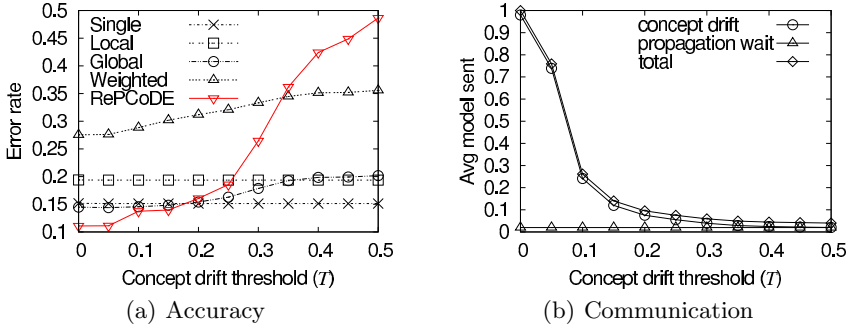 0.5
0.45
0.4
0.35
0.3
0.25
0.2
0.15
0.1
Error rate
Single
Local
Global
Weighted
RePCoDE
0
0.1
0.2
0.3
0.4
0.5
Concept drift threshold (T)
(a) Accuracy
1
0.9
0.8
0.7
0.6
0.5
0.4
0.3
0.2
0.1
0
Avg model sent
concept drift
propagation wait
total
0
0.1
0.2
0.3
0.4
0.5
Concept drift threshold (T)
(b) Communication